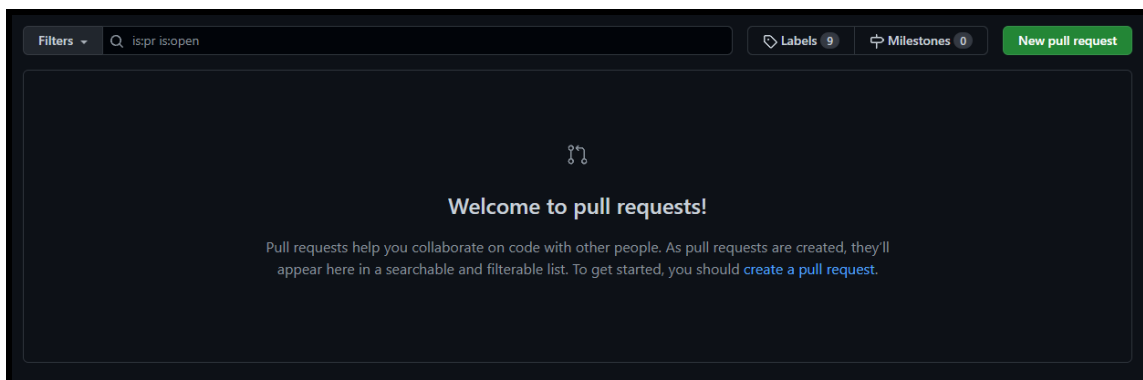 Filters
is:pr is:open
Labels 9
Milestones 0
New pull request
Welcome to pull requests!
Pull requests help you collaborate on code with other people. As pull requests are created, they'll
appear here in a searchable and filterable list. To get started, you should create a pull request.